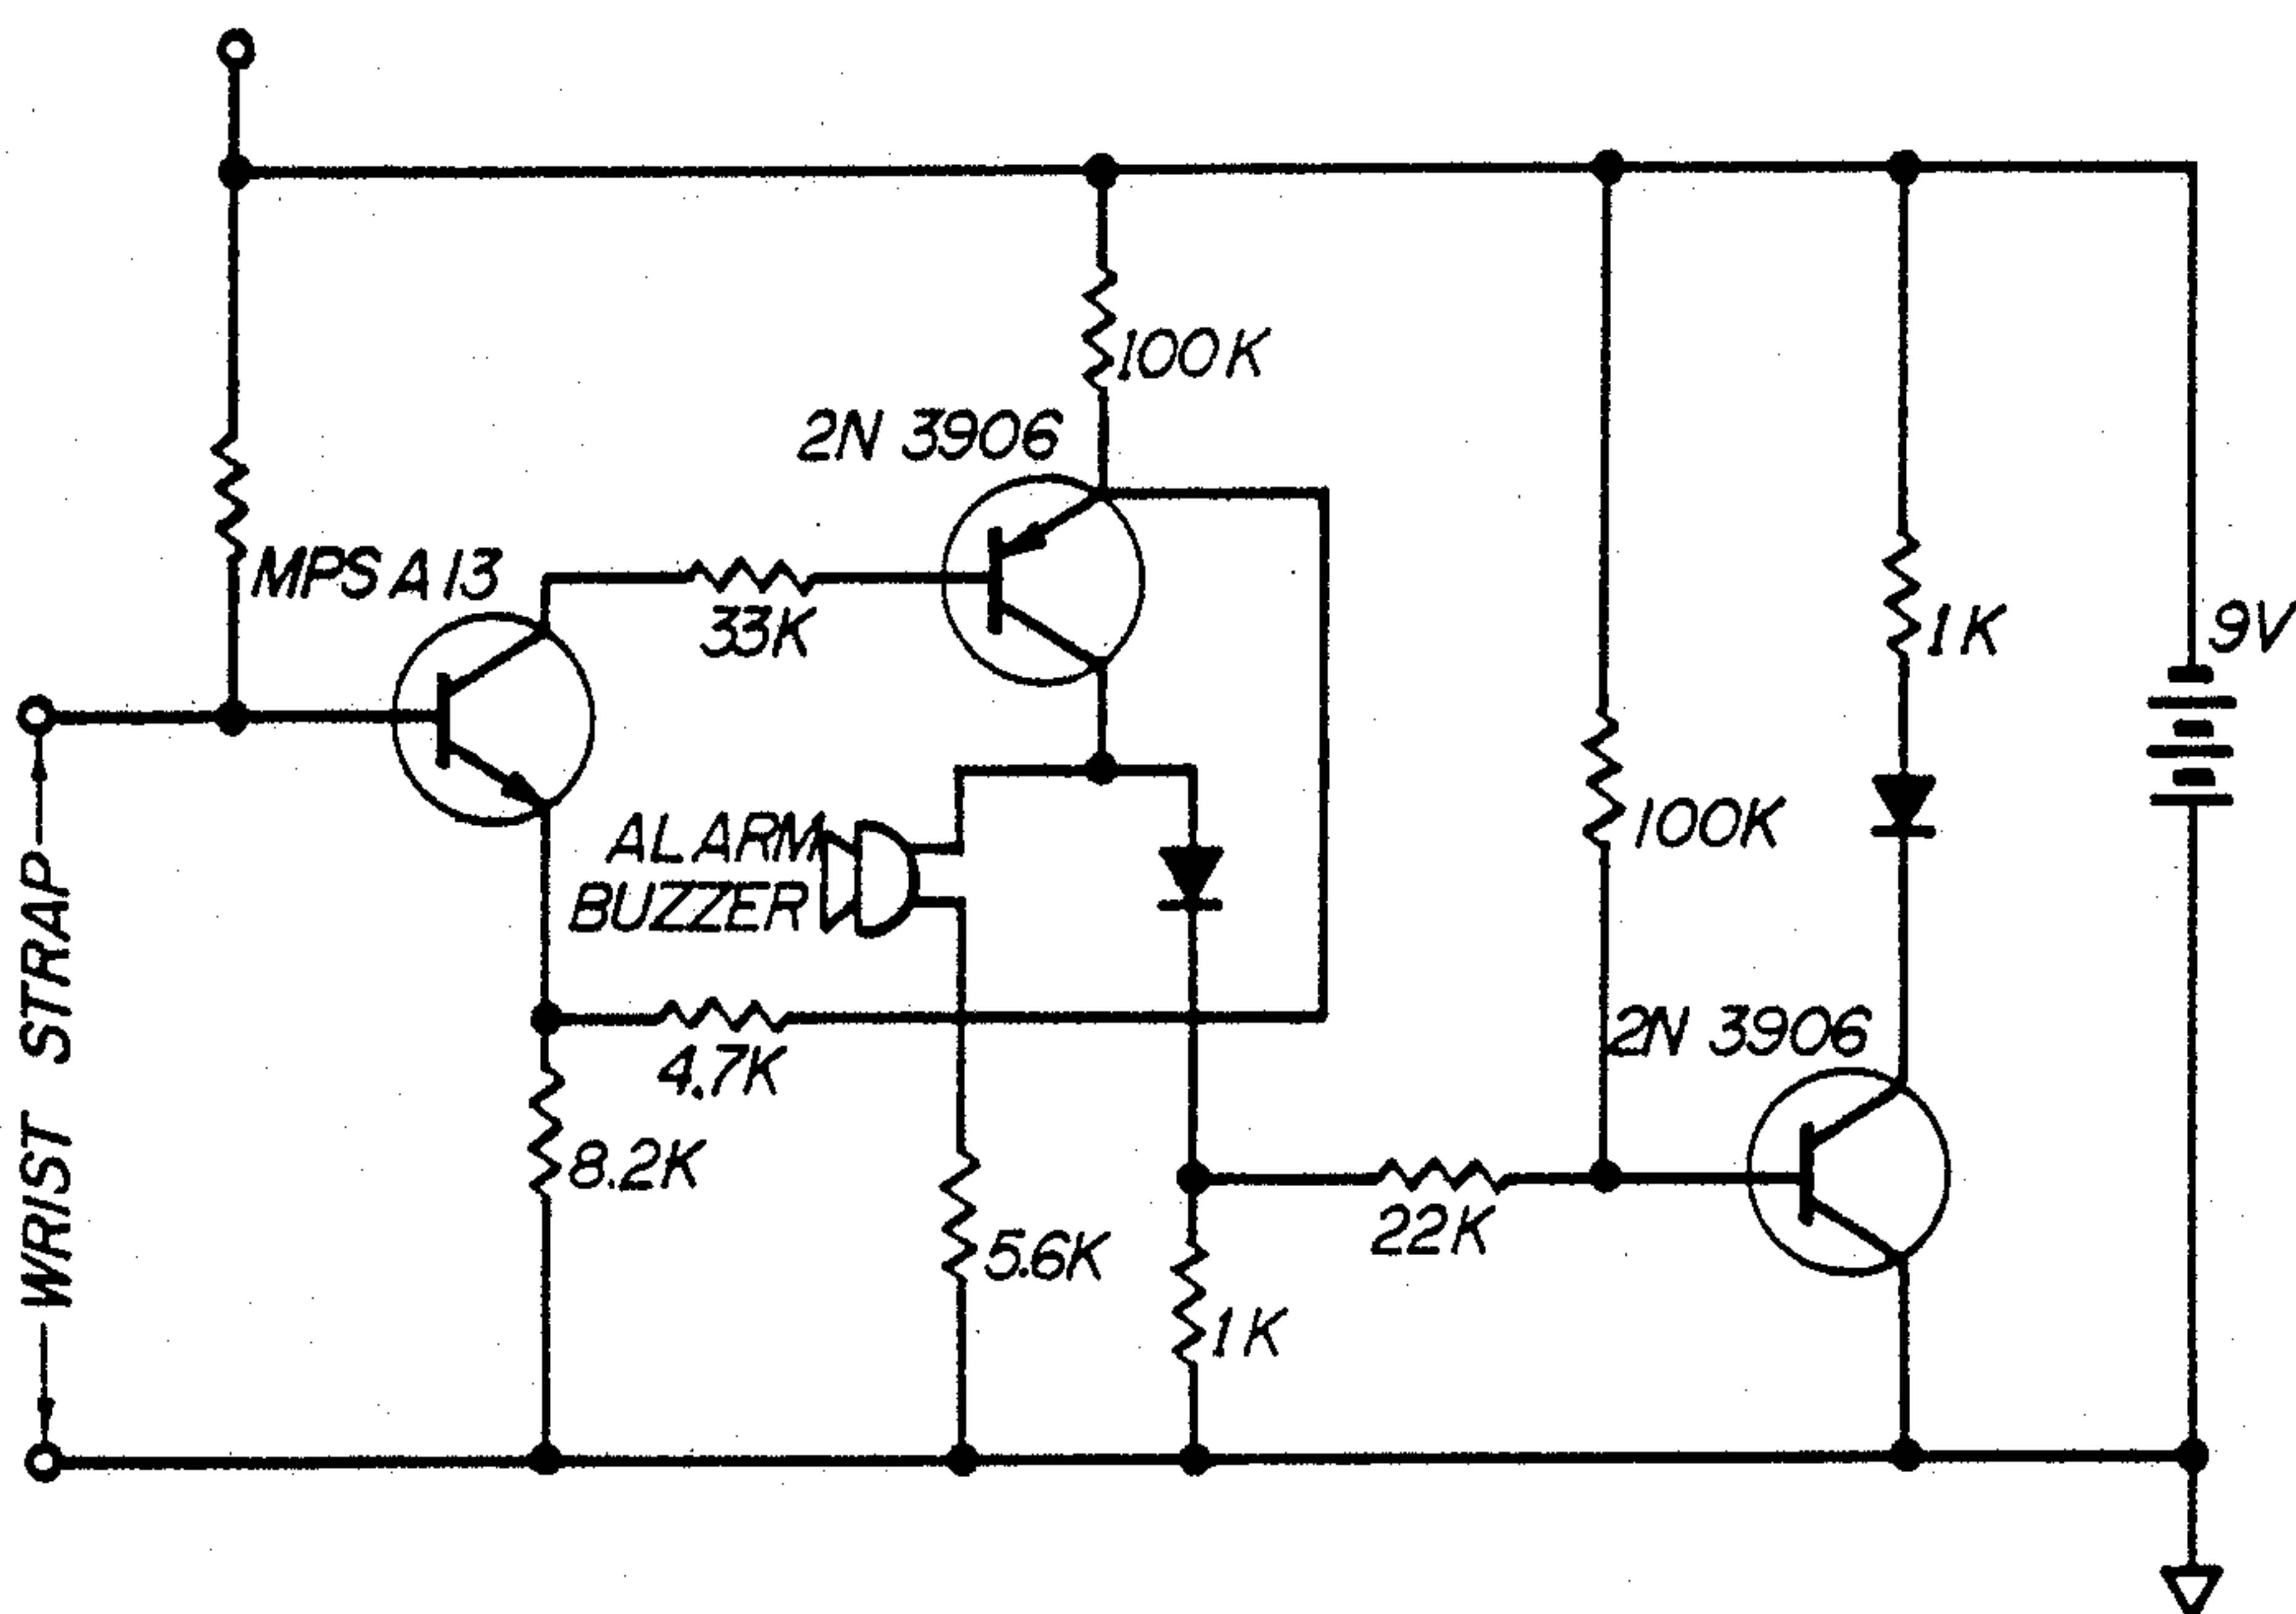 100K
2N 3906
MPS A 13
33K
1K
9V
ALARM
BUZZER
100K
WRIST STRAP
2N 3906
4.7K
8.2K
22K
5.6K
1K